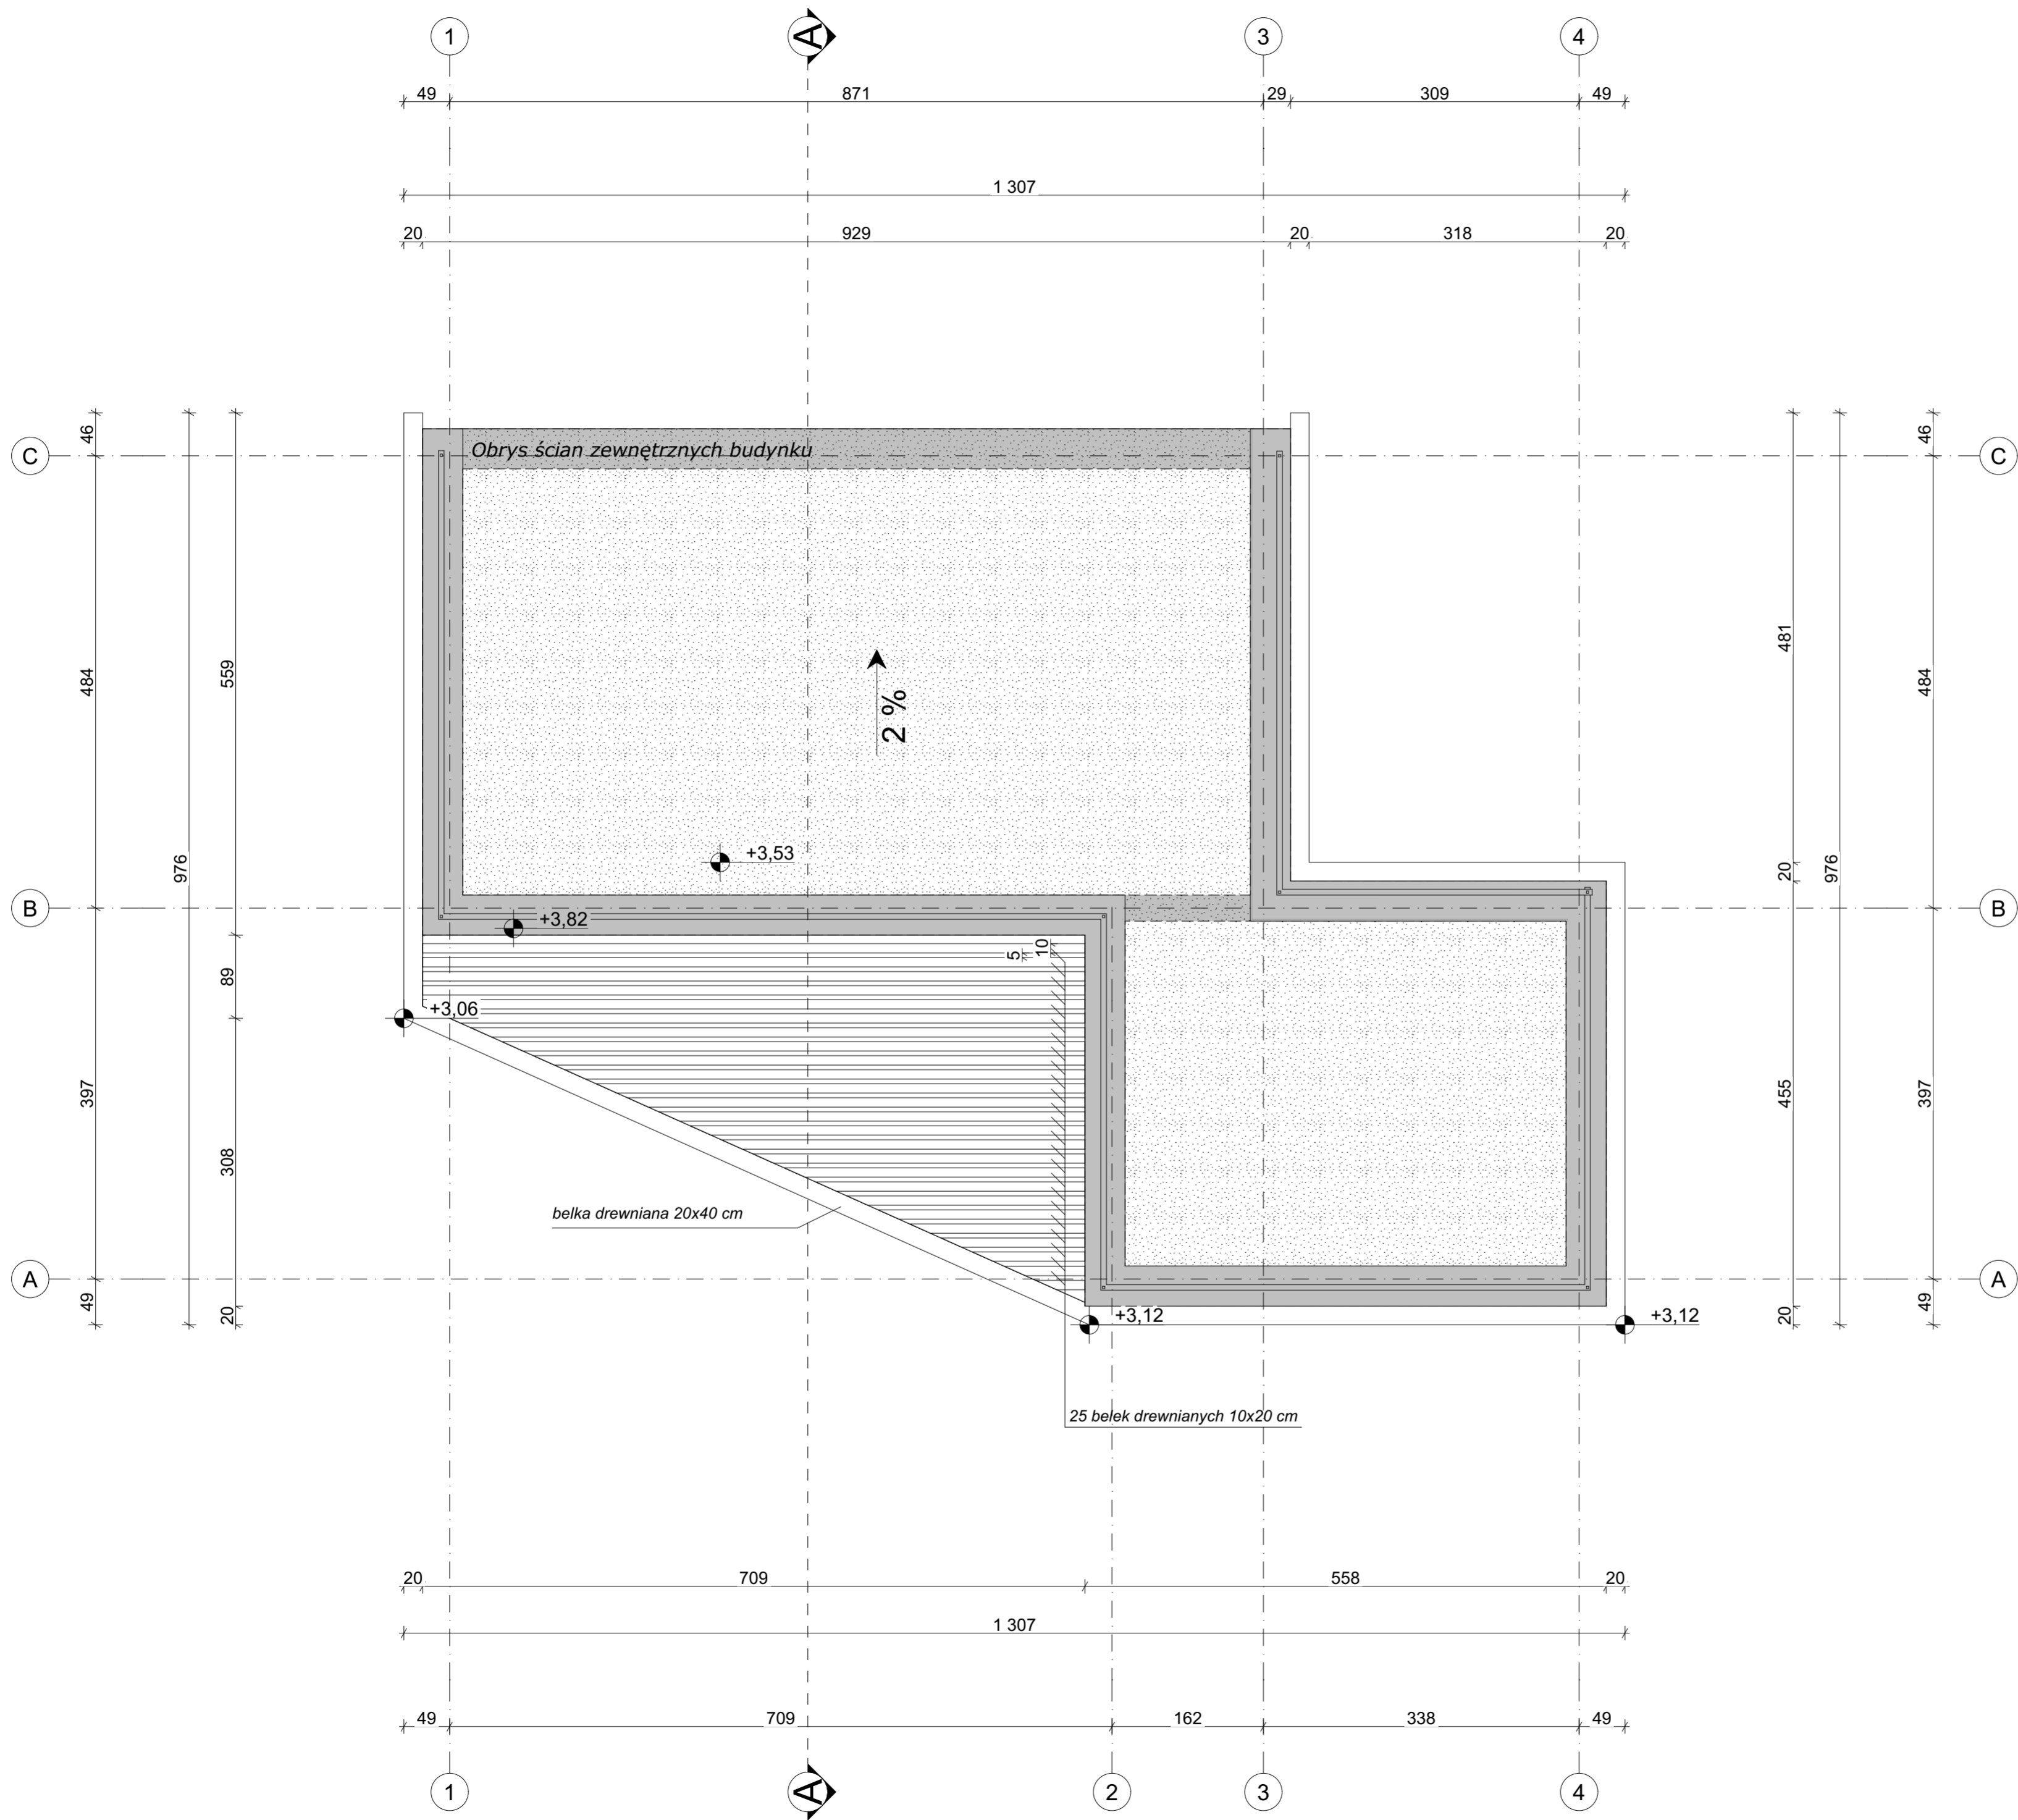 1 A 3 4
49 871 29 309 49
1 307
20 929 20 318 20
46 46
C Obrys ścian zewnętrznych budynku C
484 559 481 484
2 %
976 976
+3,53
20
B B
+3,82
89 5 10
+3,06
397 455 397
308
belka drewniana 20x40 cm
A A
49 20 20 49
+3,12 +3,12
25 belek drewnianych 10x20 cm
20 709 558 20
1 307
49 709 162 338 49
1 A 2 3 4